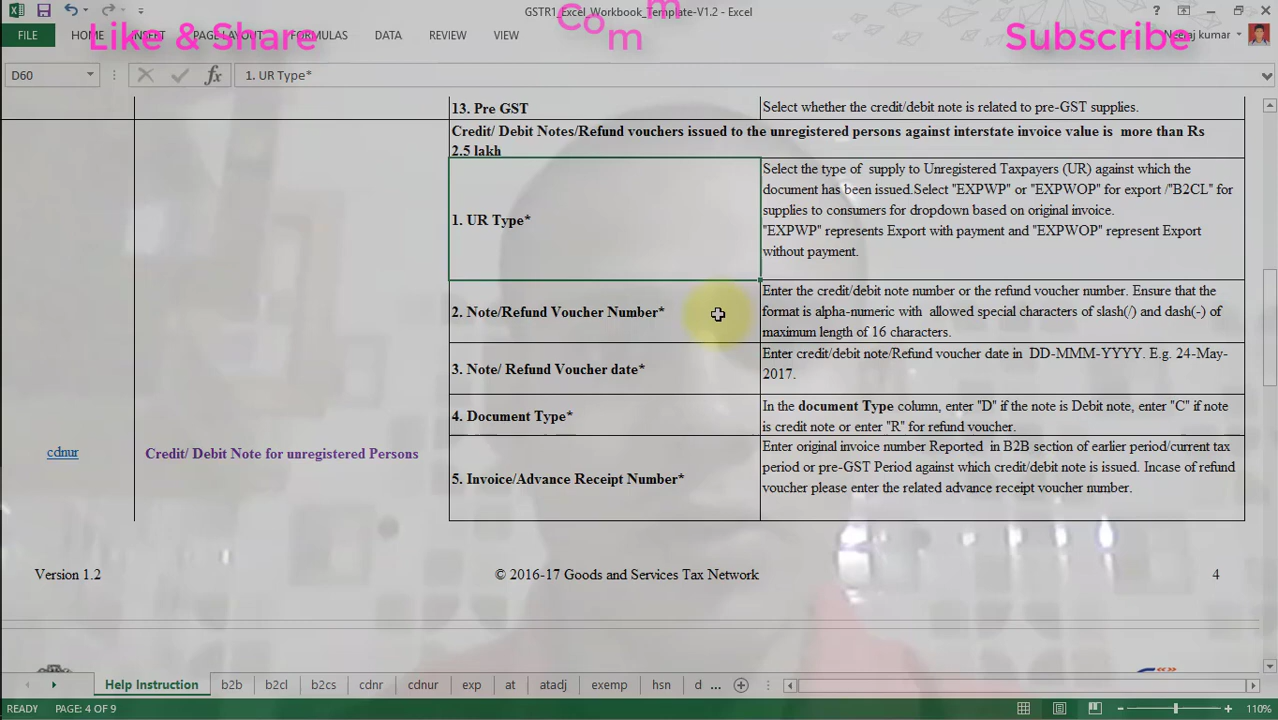 GSTR1_Excel_Workbook_Template-V1.2 - Excel
Com
m
FILE HOME INSERT PAGE LAYOUT FORMULAS DATA REVIEW VIEW
Neeraj kumar
Like & Share
Subscribe
D60
fx
1. UR Type*
13. Pre GST
Select whether the credit/debit note is related to pre-GST supplies.
Credit/ Debit Notes/Refund vouchers issued to the unregistered persons against interstate invoice value is more than Rs
2.5 lakh
1. UR Type*
Select the type of supply to Unregistered Taxpayers (UR) against which the
document has been issued.Select "EXPWP" or "EXPWOP" for export /"B2CL" for
supplies to consumers for dropdown based on original invoice.
"EXPWP" represents Export with payment and "EXPWOP" represent Export
without payment.
2. Note/Refund Voucher Number*
Enter the credit/debit note number or the refund voucher number. Ensure that the
format is alpha-numeric with allowed special characters of slash(/) and dash(-) of
maximum length of 16 characters.
3. Note/ Refund Voucher date*
Enter credit/debit note/Refund voucher date in DD-MMM-YYYY. E.g. 24-May-
2017.
4. Document Type*
In the document Type column, enter "D" if the note is Debit note, enter "C" if note
is credit note or enter "R" for refund voucher.
cdnur
Credit/ Debit Note for unregistered Persons
5. Invoice/Advance Receipt Number*
Enter original invoice number Reported in B2B section of earlier period/current tax
period or pre-GST Period against which credit/debit note is issued. Incase of refund
voucher please enter the related advance receipt voucher number.
Version 1.2
© 2016-17 Goods and Services Tax Network
4
Help Instruction b2b b2cl b2cs cdnr cdnur exp at atadj exemp hsn d ...
READY PAGE: 4 OF 9
110%